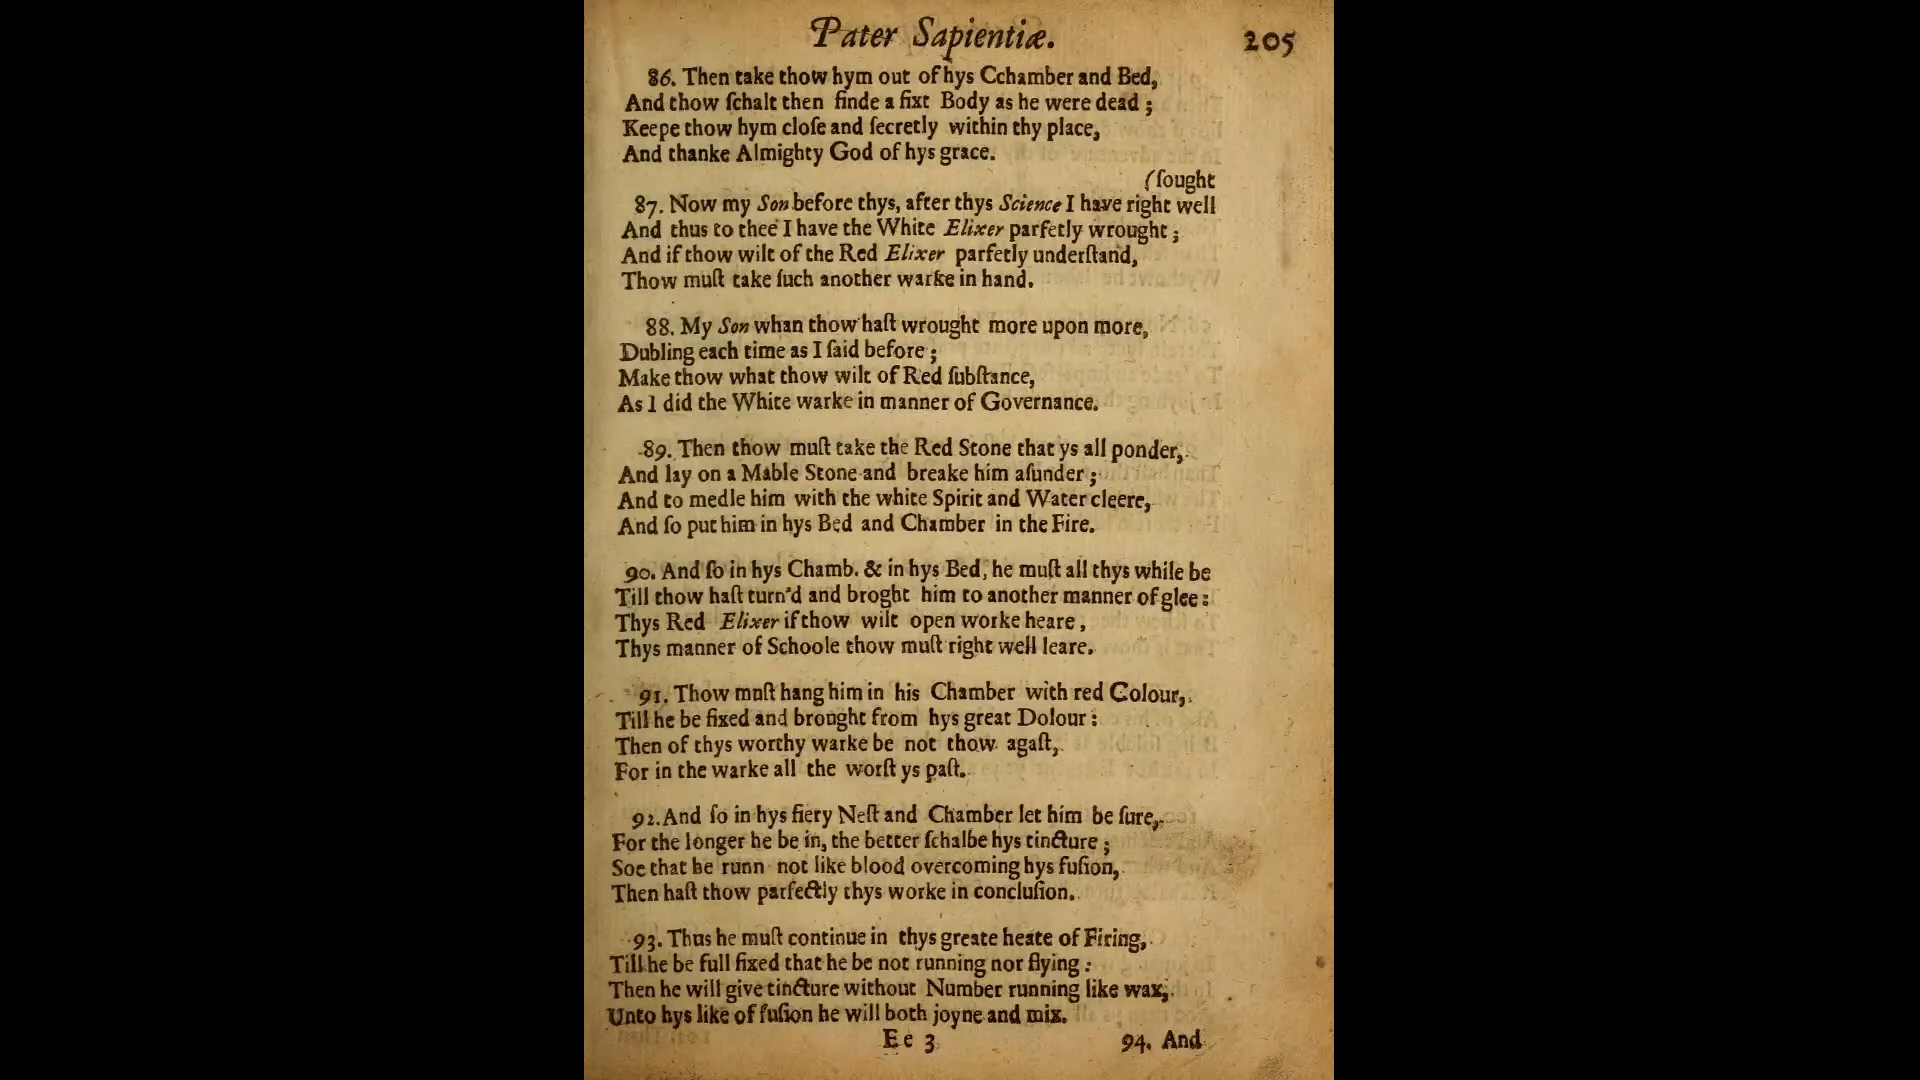 Pater Sapientiæ. 205
86. Then take thow hym out of hys Cchamber and Bed,
And thow ſchalt then finde a fixt Body as he were dead ;
Keepe thow hym cloſe and ſecretly within thy place,
And thanke Almighty God of hys grace.
(ſought
87. Now my Son before thys, after thys Science I have right well
And thus to thee I have the White Elixer parfetly wrought ;
And if thow wilt of the Red Elixer parfetly underſtand,
Thow muſt take ſuch another warke in hand.
88. My Son whan thow haſt wrought more upon more,
Dubling each time as I ſaid before ;
Make thow what thow wilt of Red ſubſtance,
As I did the White warke in manner of Governance.
89. Then thow muſt take the Red Stone that ys all ponder,
And lay on a Mable Stone and breake him aſunder ;
And to medle him with the white Spirit and Water cleere,
And ſo put him in hys Bed and Chamber in the Fire.
90. And ſo in hys Chamb. & in hys Bed, he muſt all thys while be
Till thow haſt turn'd and broght him to another manner of glee :
Thys Red Elixer if thow wilt open worke heare ,
Thys manner of Schoole thow muſt right well leare.
91. Thow mnſt hang him in his Chamber with red Colour,
Till he be fixed and brought from hys great Dolour :
Then of thys worthy warke be not thow agaſt,
For in the warke all the worſt ys paſt.
92. And ſo in hys fiery Neſt and Chamber let him be ſure,
For the longer he be in, the better ſchalbe hys tincture ;
Soe that he runn not like blood overcoming hys fuſion,
Then haſt thow parfectly thys worke in concluſion.
93. Thus he muſt continue in thys greate heate of Firing,
Till he be full fixed that he be not running nor flying :
Then he will give tincture without Number running like wax,
Unto hys like of fuſion he will both joyne and mix.
Ee 3 94. And